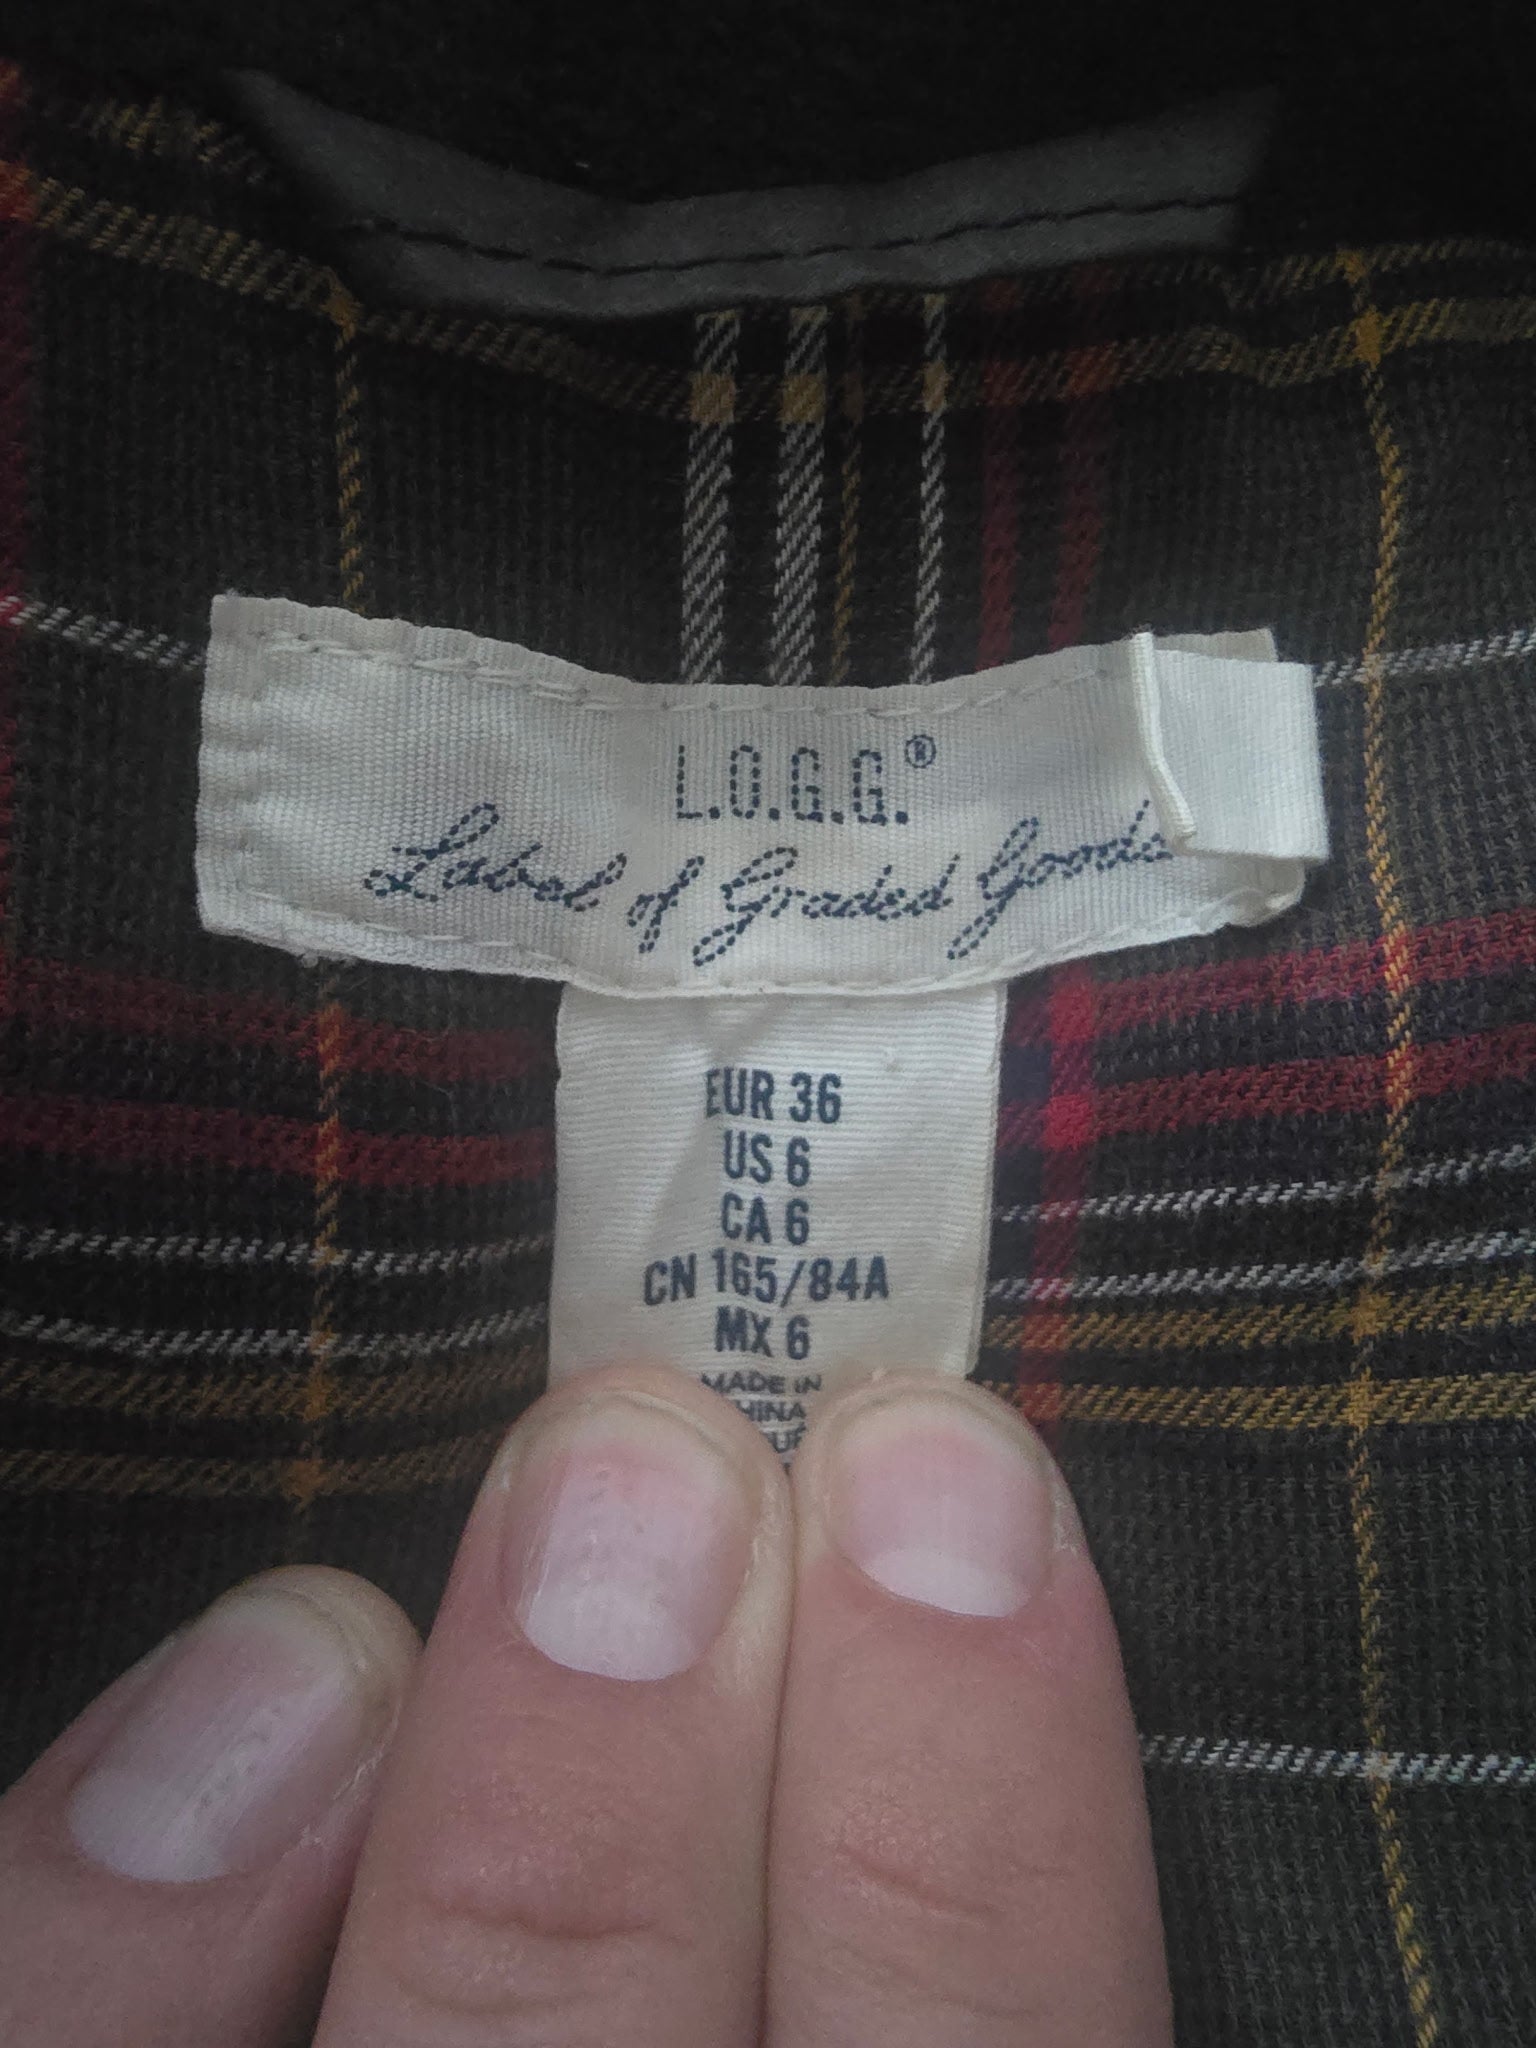 L.O.G.G.®
Label of Graded Goods
EUR 36
US 6
CA 6
CN 165/84A
MX 6
MADE IN